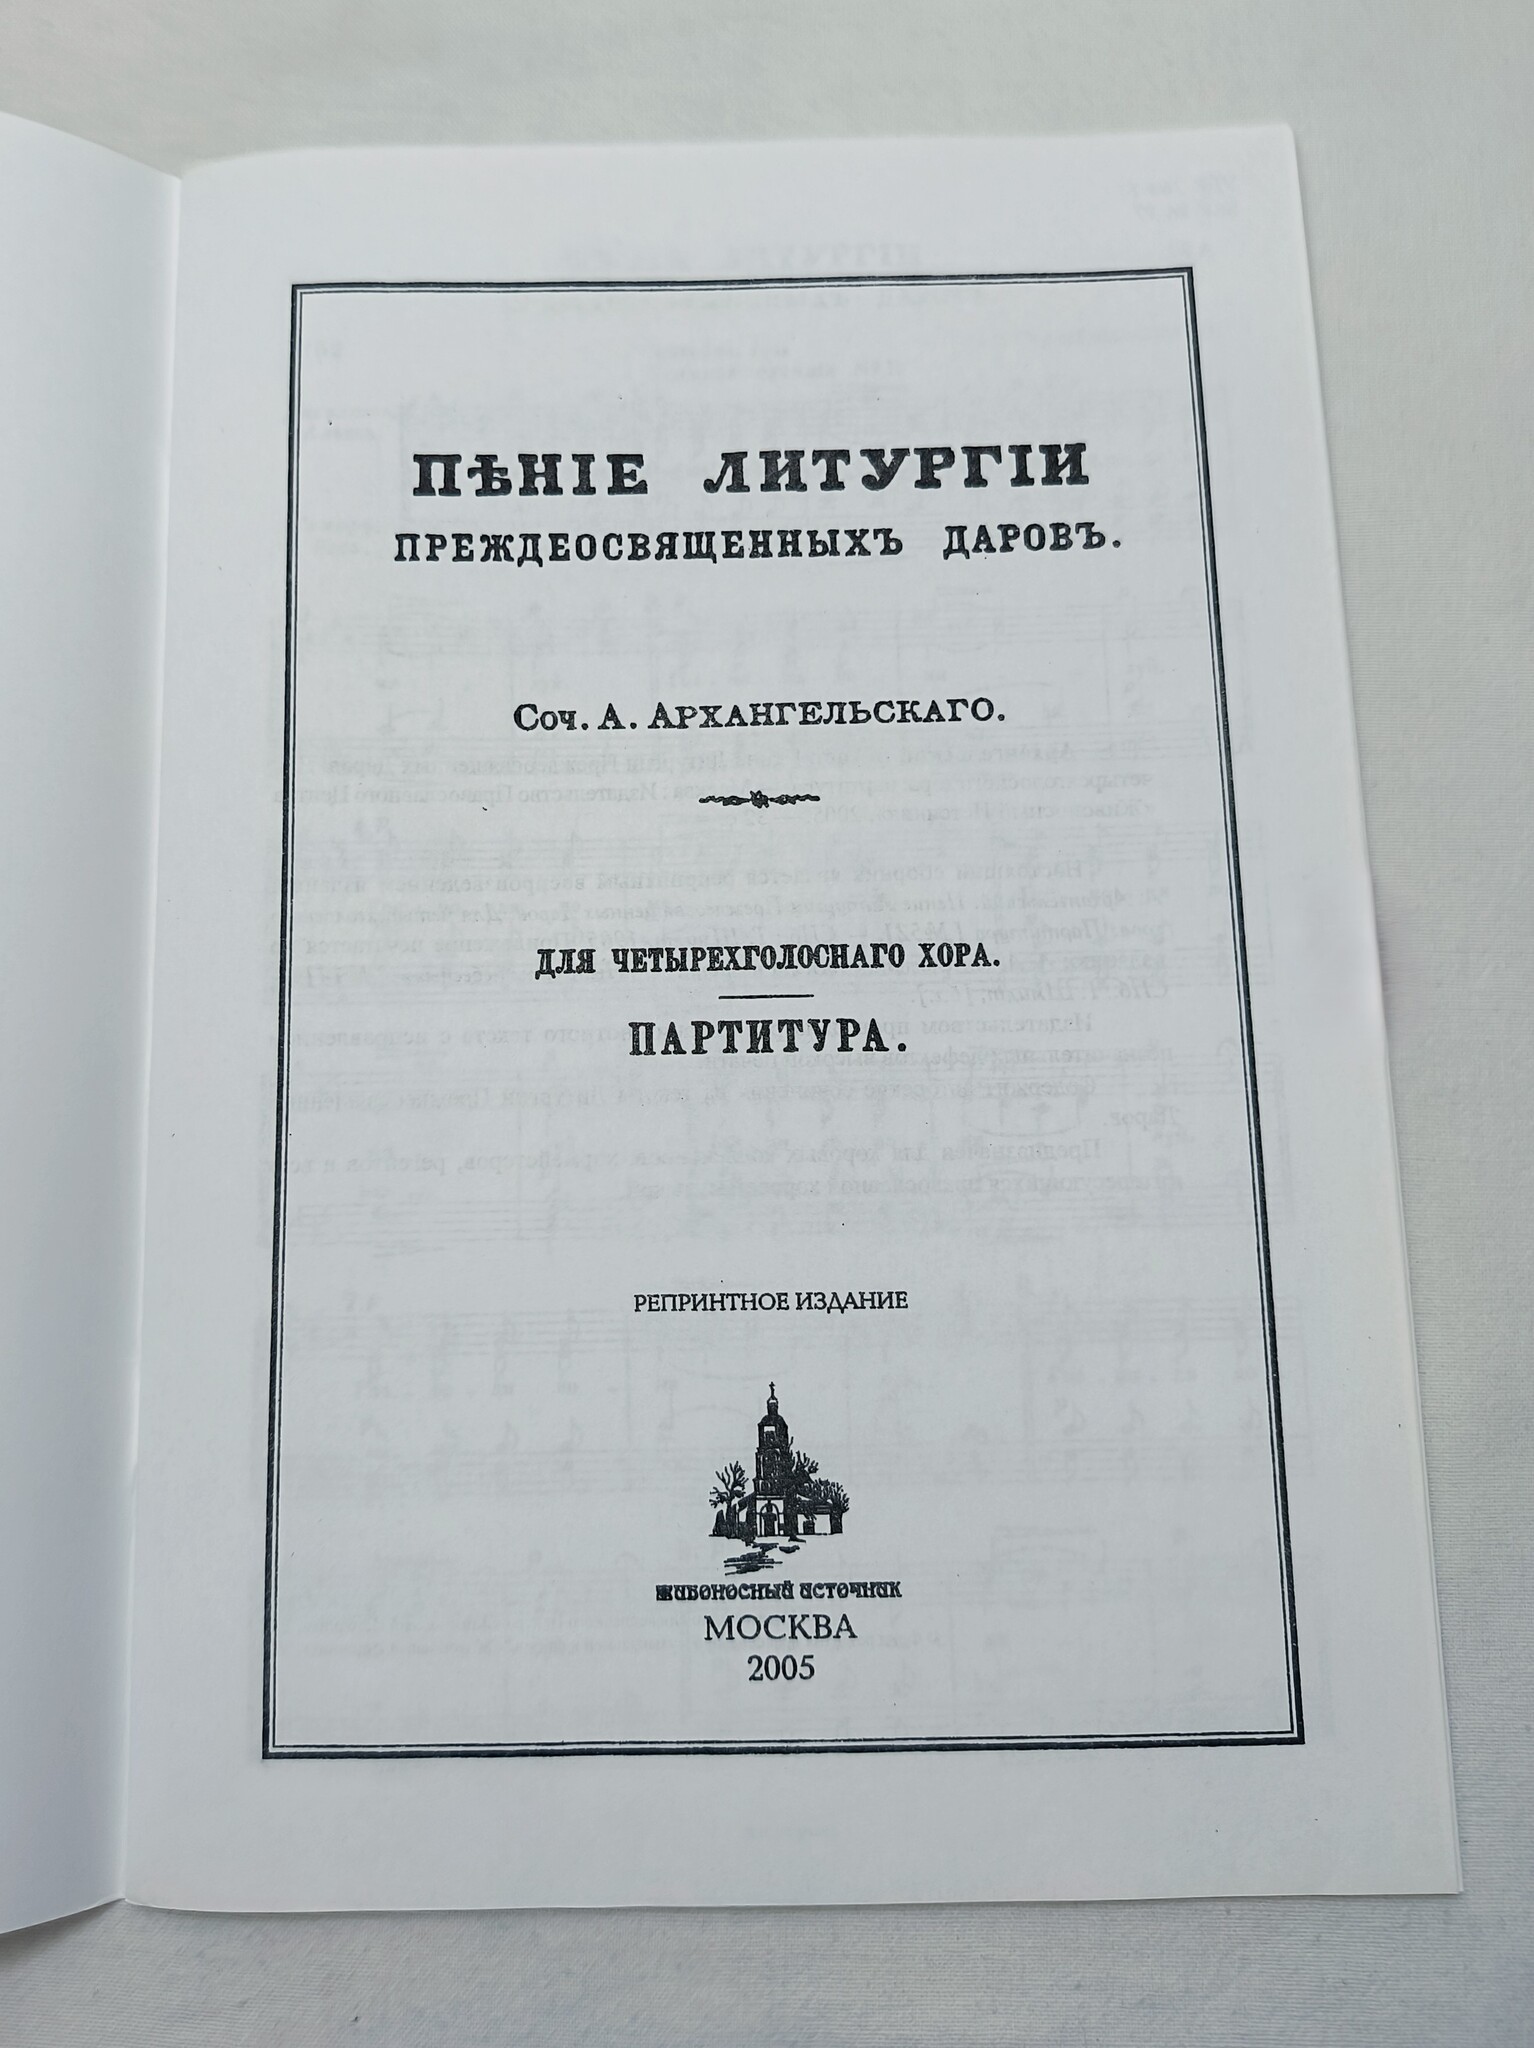 ПѢНІЕ ЛИТУРГІИ
ПРЕЖДЕОСВЯЩЕННЫХЪ ДАРОВЪ.
Соч. А. АРХАНГЕЛЬСКАГО.
ДЛЯ ЧЕТЫРЕХГОЛОСНАГО ХОРА.
ПАРТИТУРА.
РЕПРИНТНОЕ ИЗДАНИЕ
живоносный источник
МОСКВА
2005